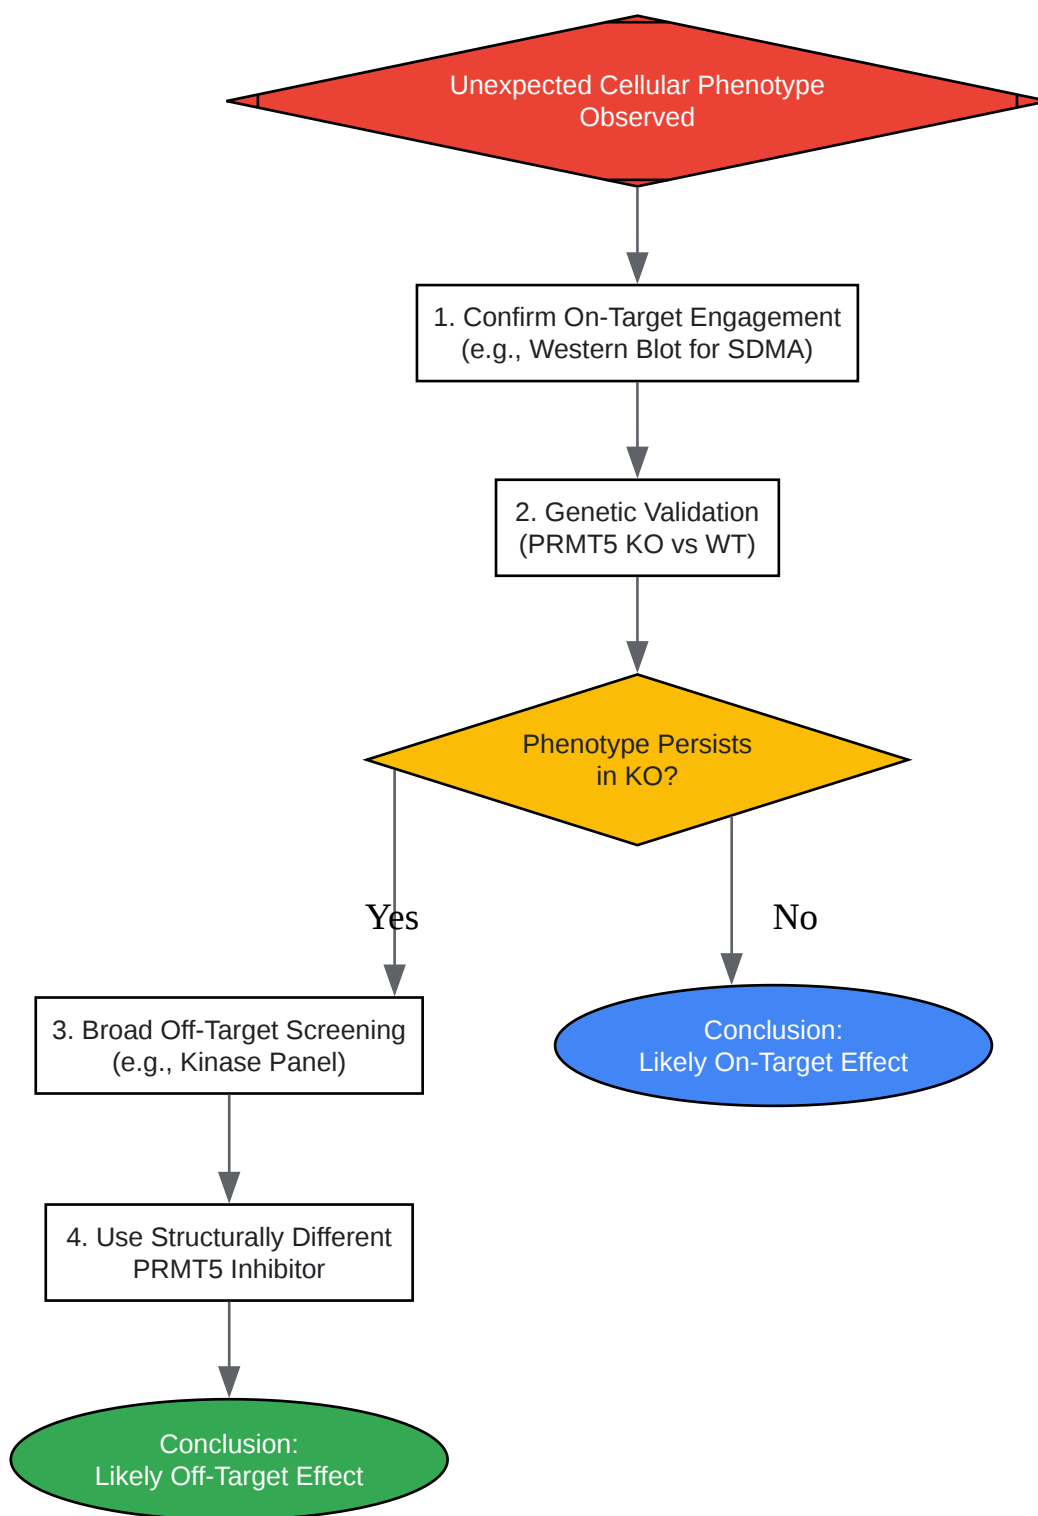 Unexpected Cellular Phenotype
Observed
1. Confirm On-Target Engagement
(e.g., Western Blot for SDMA)
2. Genetic Validation
(PRMT5 KO vs WT)
Phenotype Persists
in KO?
Yes
No
3. Broad Off-Target Screening
(e.g., Kinase Panel)
Conclusion:
Likely On-Target Effect
4. Use Structurally Different
PRMT5 Inhibitor
Conclusion:
Likely Off-Target Effect